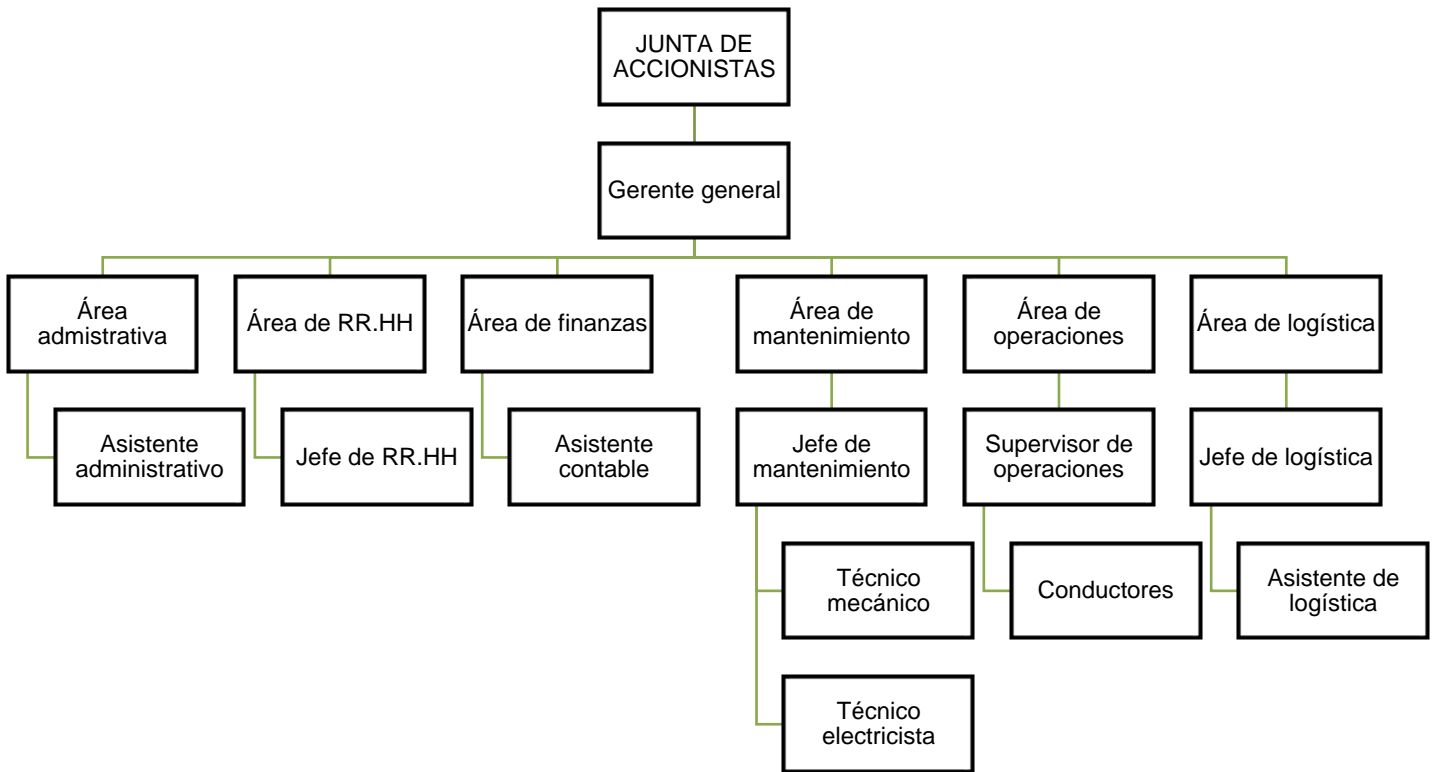 JUNTA DE
ACCIONISTAS
Gerente general
Área
admistrativa
Área de RR.HH
Área de finanzas
Área de
mantenimiento
Área de
operaciones
Área de logística
Asistente
administrativo
Jefe de RR.HH
Asistente
contable
Jefe de
mantenimiento
Supervisor de
operaciones
Jefe de logística
Técnico
mecánico
Conductores
Asistente de
logística
Técnico
electricista